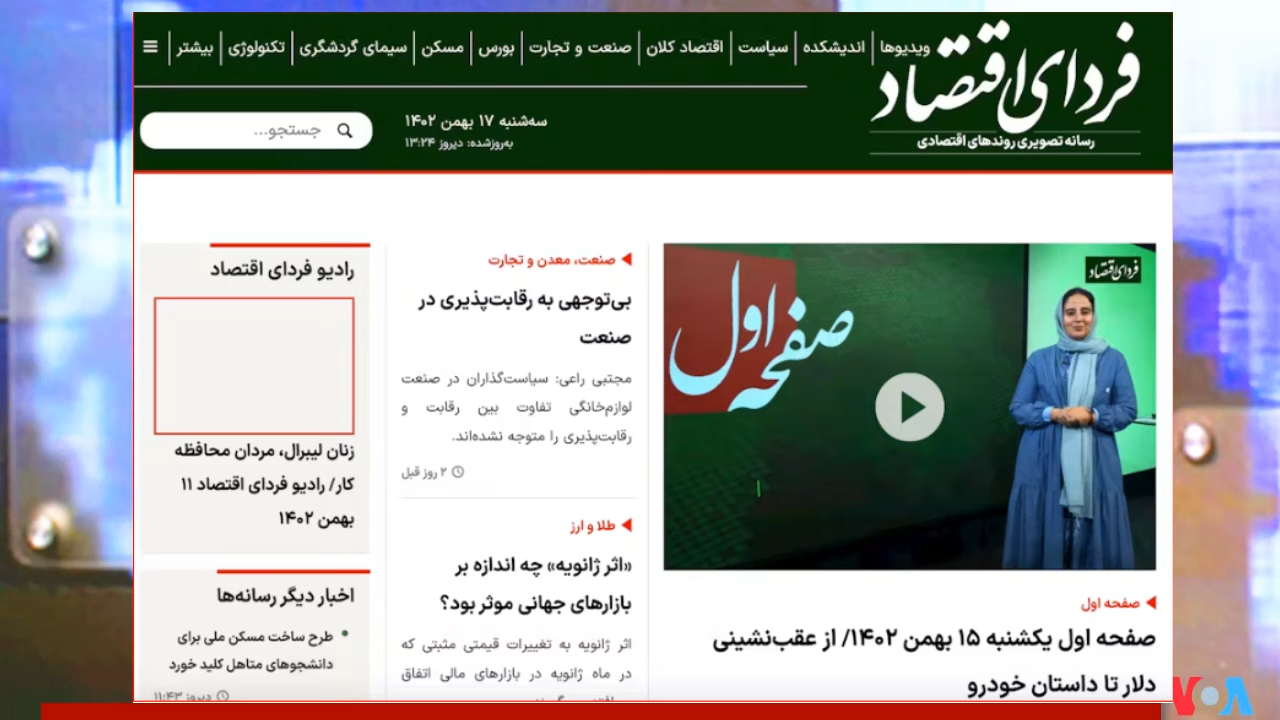 فردای اقتصاد
رسانه تصویری روندهای اقتصادی
ویدیوها | اندیشکده | سیاست | اقتصاد کلان | صنعت و تجارت | بورس | مسکن | سیمای گردشگری | تکنولوژی | بیشتر
سه‌شنبه ۱۷ بهمن ۱۴۰۲
به‌روزشده: دیروز ۱۳:۲۴
جستجو...
فردای اقتصاد
صفحه اول
صفحه اول
صفحه اول یکشنبه ۱۵ بهمن ۱۴۰۲/ از عقب‌نشینی
دلار تا داستان خودرو
صنعت، معدن و تجارت
بی‌توجهی به رقابت‌پذیری در
صنعت
مجتبی راعی: سیاست‌گذاران در صنعت
لوازم‌خانگی تفاوت بین رقابت و
رقابت‌پذیری را متوجه نشده‌اند.
۲ روز قبل
طلا و ارز
«اثر ژانویه» چه اندازه بر
بازارهای جهانی موثر بود؟
اثر ژانویه به تغییرات قیمتی مثبتی که
در ماه ژانویه در بازارهای مالی اتفاق
رادیو فردای اقتصاد
زنان لیبرال، مردان محافظه
کار/ رادیو فردای اقتصاد ۱۱
بهمن ۱۴۰۲
اخبار دیگر رسانه‌ها
طرح ساخت مسکن ملی برای
دانشجوهای متاهل کلید خورد
دیروز ۱۱:۴۳
VOA